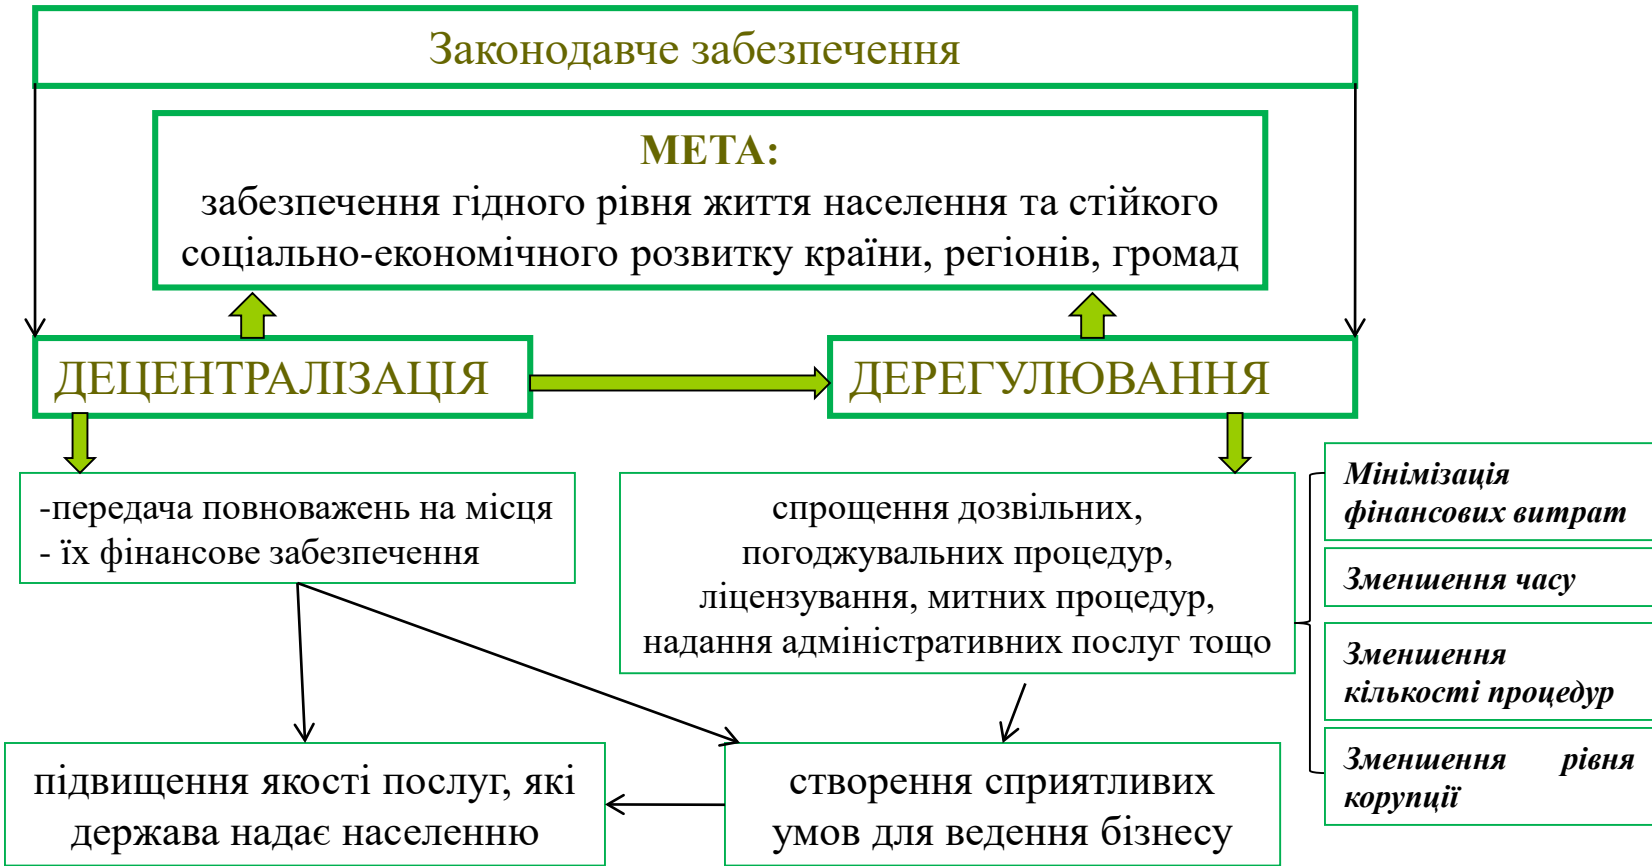 Законодавче забезпечення
МЕТА:
забезпечення гідного рівня життя населення та стійкого
соціально-економічного розвитку країни, регіонів, громад
ДЕЦЕНТРАЛІЗАЦІЯ
ДЕРЕГУЛЮВАННЯ
-передача повноважень на місця
- їх фінансове забезпечення
спрощення дозвільних,
погоджувальних процедур,
ліцензування, митних процедур,
надання адміністративних послуг тощо
Мінімізація
фінансових витрат
Зменшення часу
Зменшення
кількості процедур
Зменшення рівня
корупції
підвищення якості послуг, які
держава надає населенню
створення сприятливих
умов для ведення бізнесу